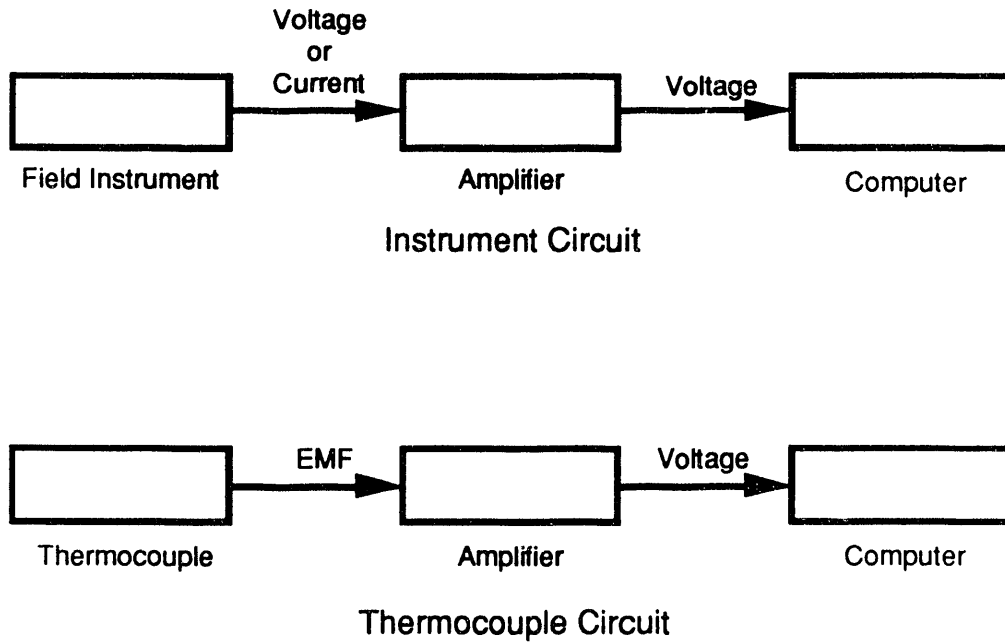 Voltage
or
Current
Voltage
Field Instrument
Amplifier
Computer
Instrument Circuit
EMF
Voltage
Thermocouple
Amplifier
Computer
Thermocouple Circuit